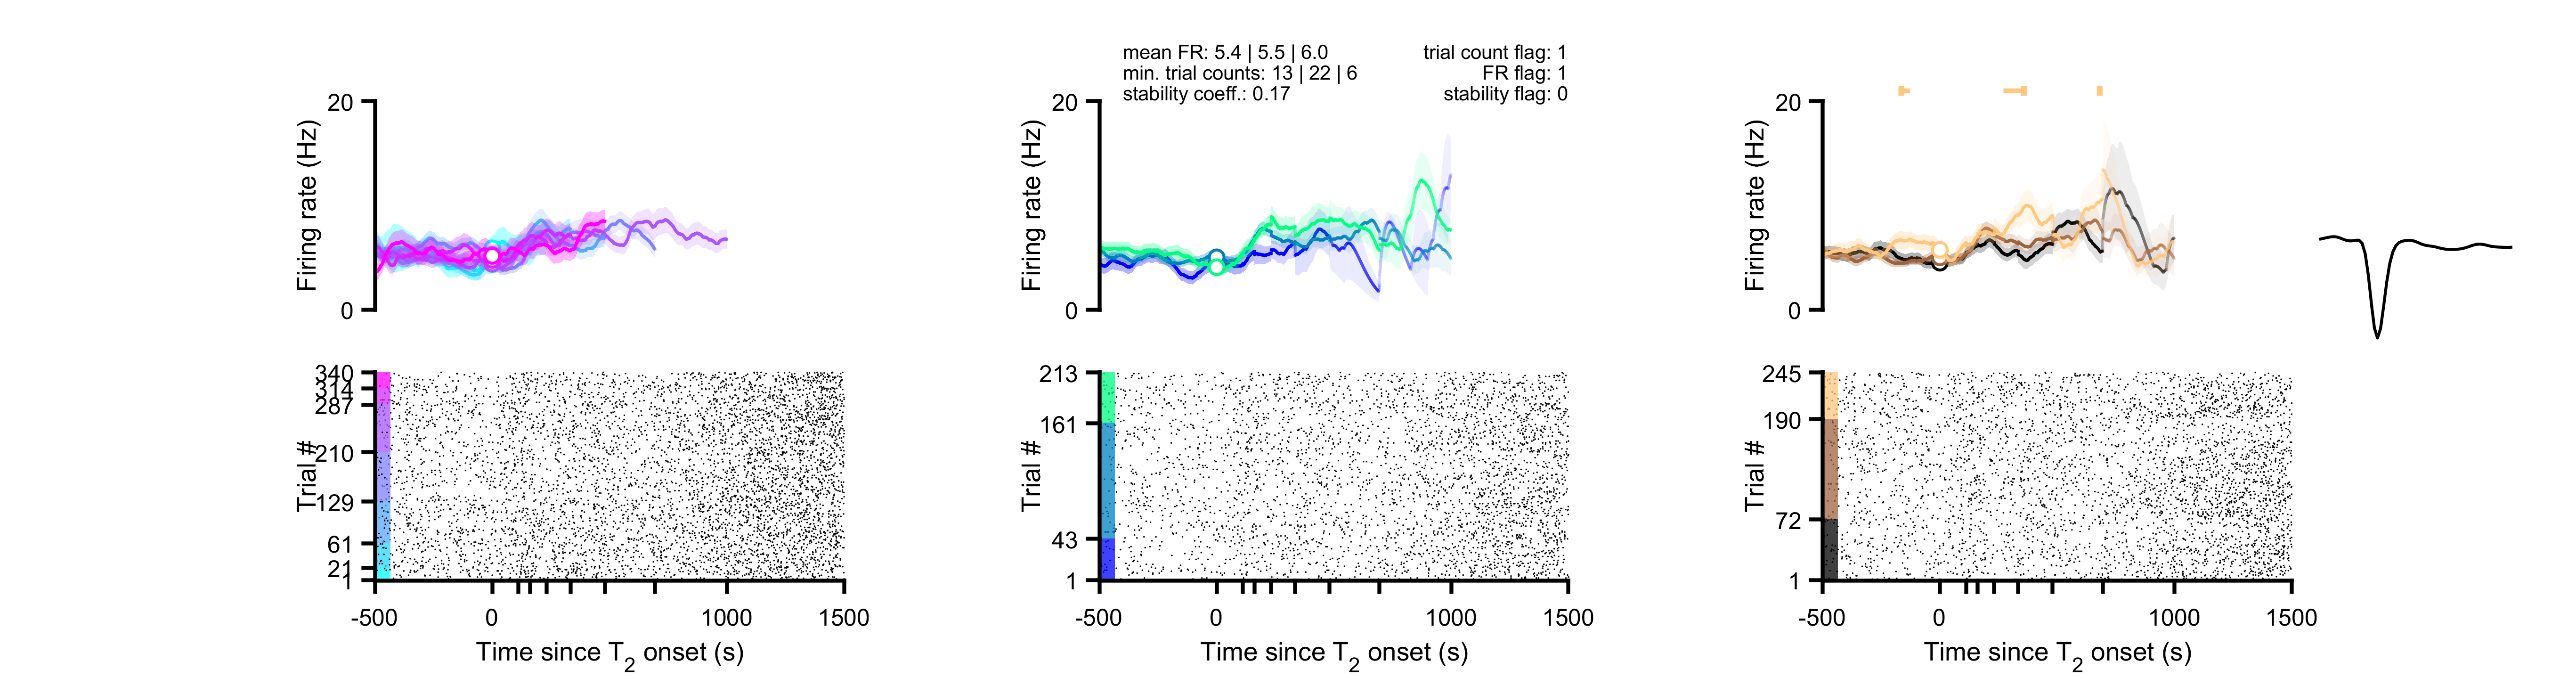 mean FR: 5.4 | 5.5 | 6.0
min. trial counts: 13 | 22 | 6
stability coeff.: 0.17
trial count flag: 1
FR flag: 1
stability flag: 0
20
Firing rate (Hz)
0
20
Firing rate (Hz)
0
20
Firing rate (Hz)
0
340
314
287
210
129
61
21
1
Trial #
-500
0
1000
1500
Time since T2 onset (s)
213
161
43
1
Trial #
-500
0
1000
1500
Time since T2 onset (s)
245
190
72
1
Trial #
-500
0
1000
1500
Time since T2 onset (s)